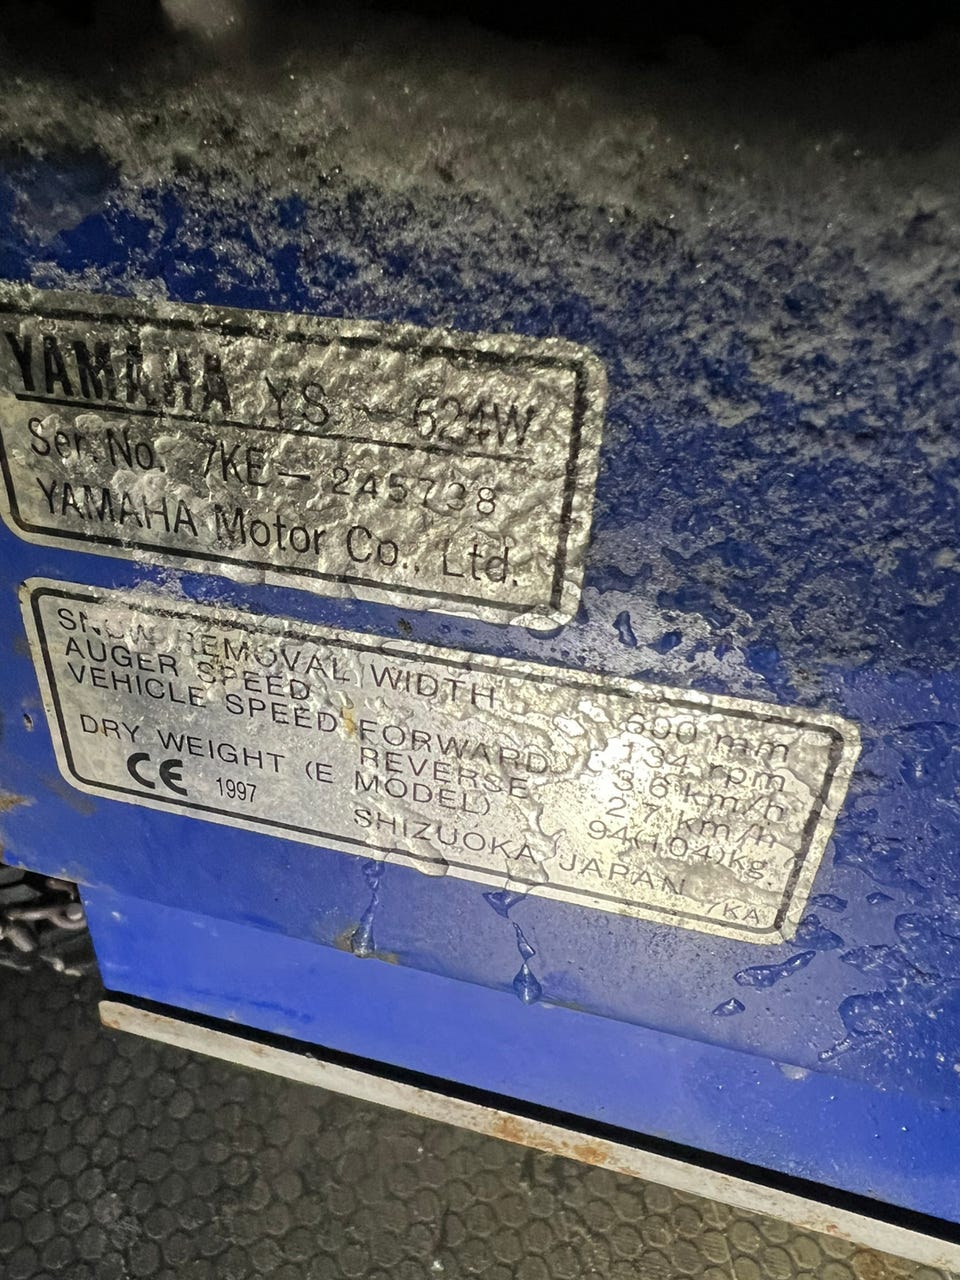 YAMAHA YS - 624W
Ser. No. 7KE - 245738
YAMAHA Motor Co., Ltd.
SNOW REMOVAL WIDTH 600 mm
AUGER SPEED 134 rpm
VEHICLE SPEED FORWARD 3.6 km/h
REVERSE 2.7 km/h
DRY WEIGHT (E MODEL) 94(104)kg.
CE 1997
SHIZUOKA JAPAN
7KA